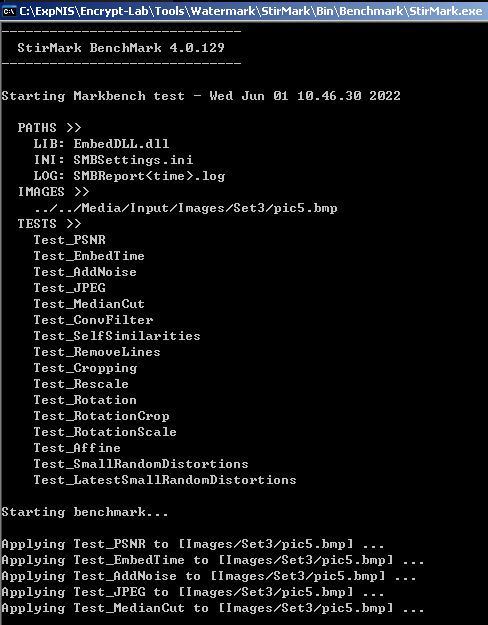 C:\ExpNIS\Encrypt-Lab\Tools\Watermark\StirMark\Bin\Benchmark\StirMark.exe
------------------------------
StirMark BenchMark 4.0.129
------------------------------
Starting Markbench test - Wed Jun 01 10.46.30 2022
PATHS >>
LIB: EmbedDLL.dll
INI: SMBSettings.ini
LOG: SMBReport<time>.log
IMAGES >>
../../Media/Input/Images/Set3/pic5.bmp
TESTS >>
Test_PSNR
Test_EmbedTime
Test_AddNoise
Test_JPEG
Test_MedianCut
Test_ConvFilter
Test_SelfSimilarities
Test_RemoveLines
Test_Cropping
Test_Rescale
Test_Rotation
Test_RotationCrop
Test_RotationScale
Test_Affine
Test_SmallRandomDistortions
Test_LatestSmallRandomDistortions
Starting benchmark...
Applying Test_PSNR to [Images/Set3/pic5.bmp] ...
Applying Test_EmbedTime to [Images/Set3/pic5.bmp] ...
Applying Test_AddNoise to [Images/Set3/pic5.bmp] ...
Applying Test_JPEG to [Images/Set3/pic5.bmp] ...
Applying Test_MedianCut to [Images/Set3/pic5.bmp] ...